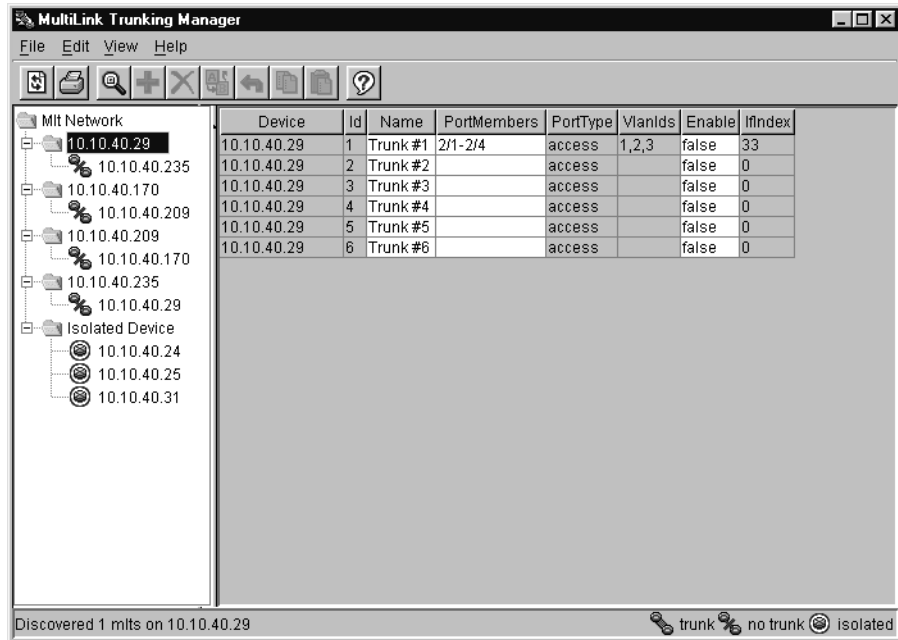 MultiLink Trunking Manager
File Edit View Help
Mlt Network
10.10.40.29
10.10.40.235
10.10.40.170
10.10.40.209
10.10.40.209
10.10.40.170
10.10.40.235
10.10.40.29
Isolated Device
10.10.40.24
10.10.40.25
10.10.40.31
Device Id Name PortMembers PortType VlanIds Enable IfIndex
10.10.40.29 1 Trunk #1 2/1-2/4 access 1,2,3 false 33
10.10.40.29 2 Trunk #2 access false 0
10.10.40.29 3 Trunk #3 access false 0
10.10.40.29 4 Trunk #4 access false 0
10.10.40.29 5 Trunk #5 access false 0
10.10.40.29 6 Trunk #6 access false 0
Discovered 1 mlts on 10.10.40.29
trunk no trunk isolated